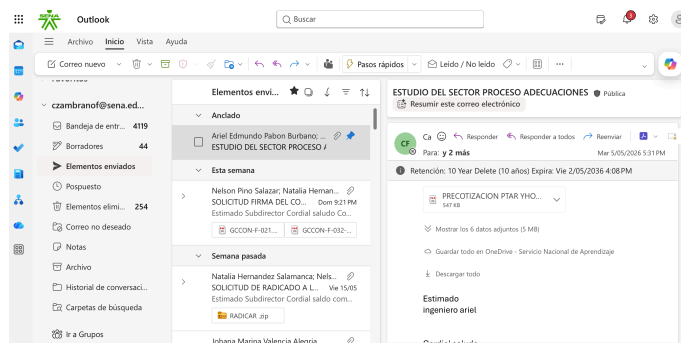 SENA
Outlook
Buscar
3
Archivo Inicio Vista Ayuda
Correo nuevo
Pasos rápidos
Leído / No leído
czambranof@sena.ed...
Bandeja de entr... 4119
Borradores 44
Elementos enviados
Pospuesto
Elementos elimi... 254
Correo no deseado
Notas
Archivo
Historial de conversaci...
Carpetas de búsqueda
Ir a Grupos
Elementos envi...
Anclado
Ariel Edmundo Pabon Burbano; ...
ESTUDIO DEL SECTOR PROCESO A
Esta semana
Nelson Pino Salazar; Natalia Hernan...
SOLICITUD FIRMA DEL CO... Dom 9:21 PM
Estimado Subdirector Cordial saludo Co...
GCCON-F-021... GCCON-F-032-...
Semana pasada
Natalia Hernandez Salamanca; Nels...
SOLICITUD DE RADICADO A L... Vie 15/05
Estimado Subdirector Cordial saldo com...
RADICAR .zip
Johana Marina Valencia Alegria
ESTUDIO DEL SECTOR PROCESO ADECUACIONES Pública
Resumir este correo electrónico
CF
Ca
Responder Responder a todos Reenviar
Para: y 2 más
Mar 5/05/2026 5:31 PM
Retención: 10 Year Delete (10 años) Expira: Vie 2/05/2036 4:08 PM
PRECOTIZACION PTAR YHO...
547 KB
Mostrar los 6 datos adjuntos (5 MB)
Guardar todo en OneDrive - Servicio Nacional de Aprendizaje
Descargar todo
Estimado
ingeniero ariel